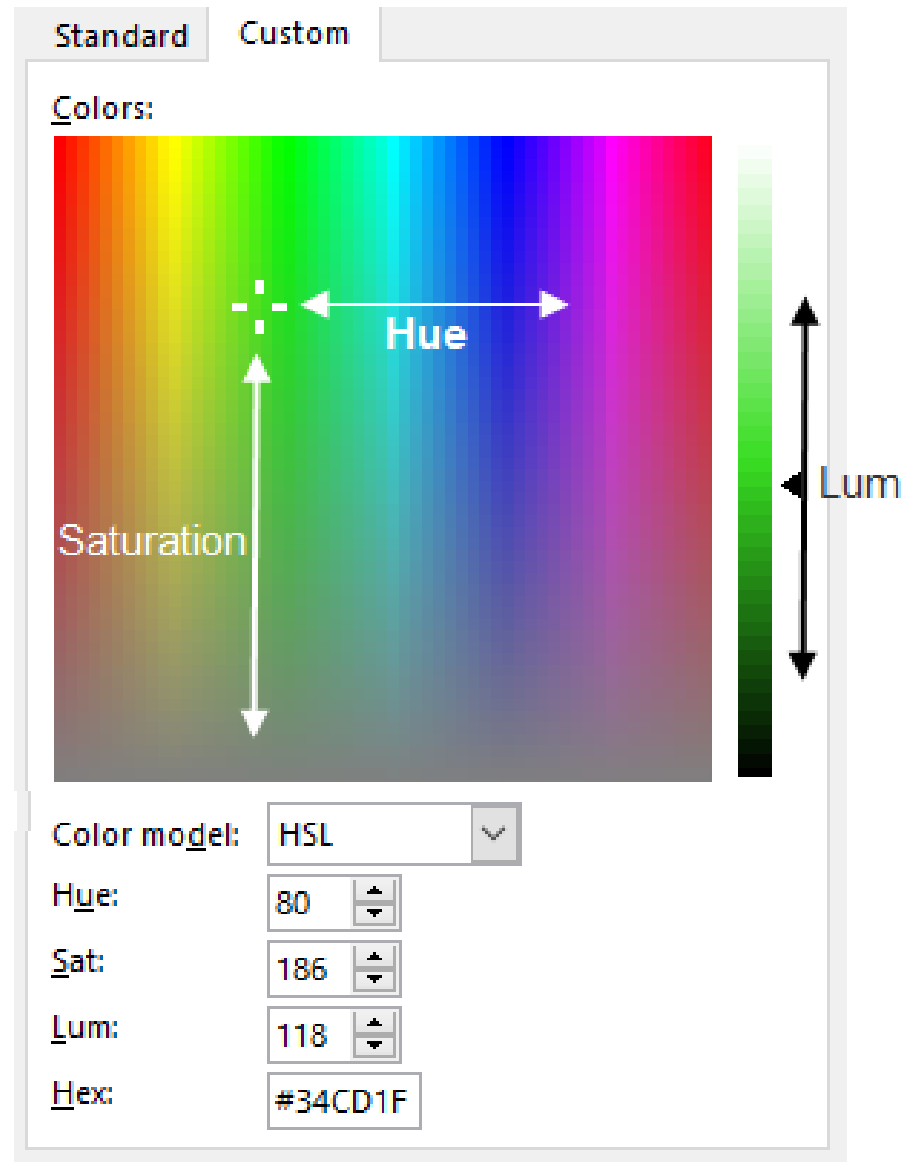 Standard Custom
Colors:
Hue
Lum
Saturation
Color model: HSL
Hue: 80
Sat: 186
Lum: 118
Hex: #34CD1F